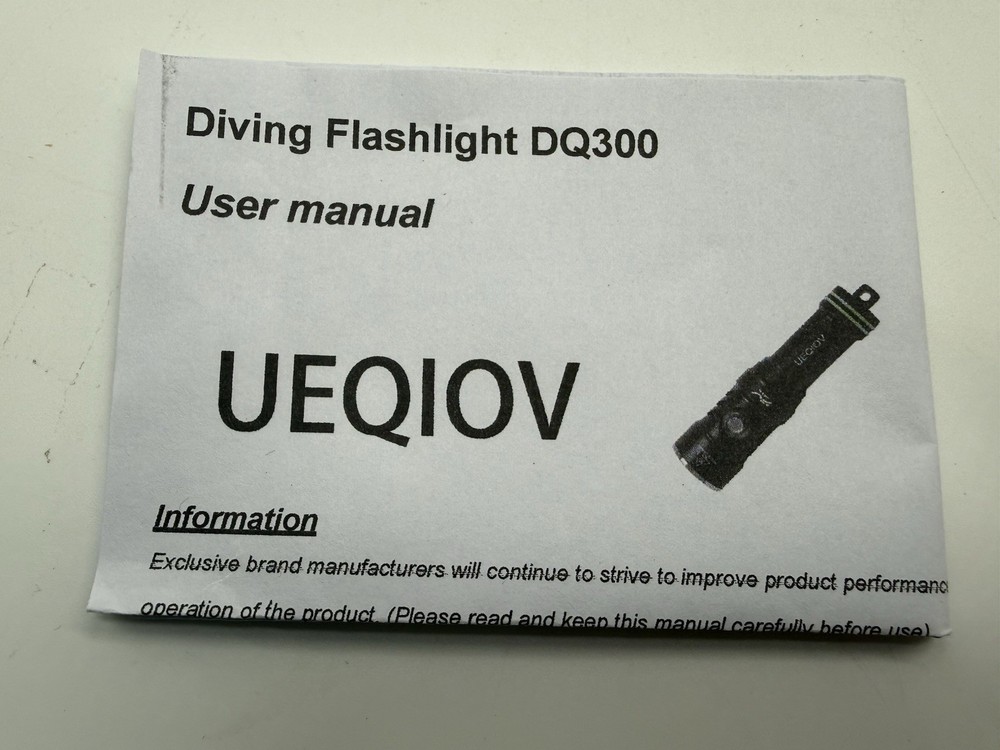 Diving Flashlight DQ300
User manual
UEQIOV
UEQIOV
Information
Exclusive brand manufacturers will continue to strive to improve product
operation of the product. (Please read and keep this manual carefully before use)